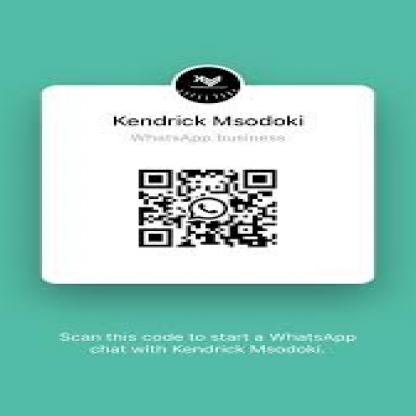 Kendrick Msodoki
WhatsApp business
Scan this code to start a WhatsApp
chat with Kendrick Msodoki.